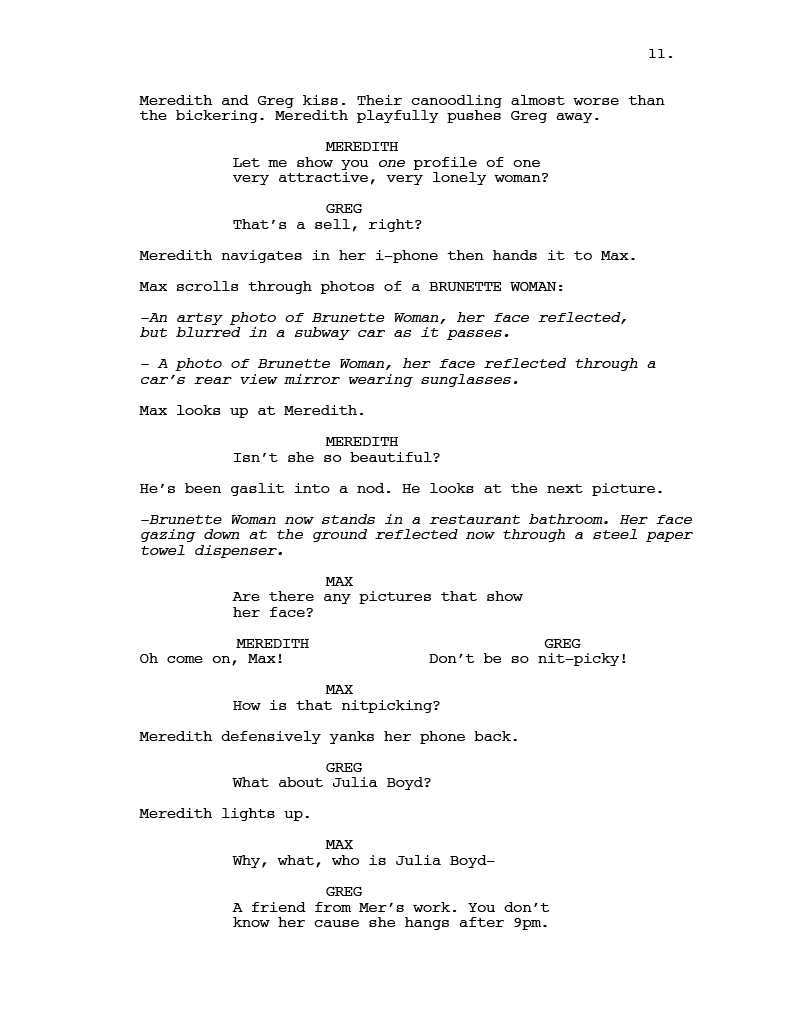 11.
Meredith and Greg kiss. Their canoodling almost worse than
the bickering. Meredith playfully pushes Greg away.
MEREDITH
Let me show you one profile of one
very attractive, very lonely woman?
GREG
That's a sell, right?
Meredith navigates in her i-phone then hands it to Max.
Max scrolls through photos of a BRUNETTE WOMAN:
-An artsy photo of Brunette Woman, her face reflected,
but blurred in a subway car as it passes.
- A photo of Brunette Woman, her face reflected through a
car's rear view mirror wearing sunglasses.
Max looks up at Meredith.
MEREDITH
Isn't she so beautiful?
He's been gaslit into a nod. He looks at the next picture.
-Brunette Woman now stands in a restaurant bathroom. Her face
gazing down at the ground reflected now through a steel paper
towel dispenser.
MAX
Are there any pictures that show
her face?
MEREDITH
Oh come on, Max!
GREG
Don't be so nit-picky!
MAX
How is that nitpicking?
Meredith defensively yanks her phone back.
GREG
What about Julia Boyd?
Meredith lights up.
MAX
Why, what, who is Julia Boyd-
GREG
A friend from Mer's work. You don't
know her cause she hangs after 9pm.